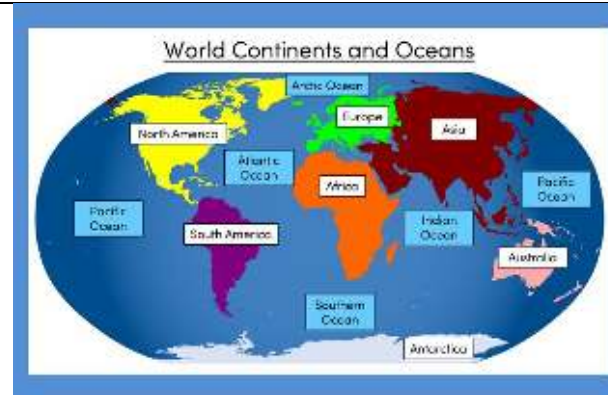 World Continents and Oceans
Arctic Ocean
Europe
Asia
North America
Atlantic
Ocean
Africa
Pacific
Ocean
Pacific
Ocean
Indian
Ocean
South America
Australia
Southern
Ocean
Antarctica